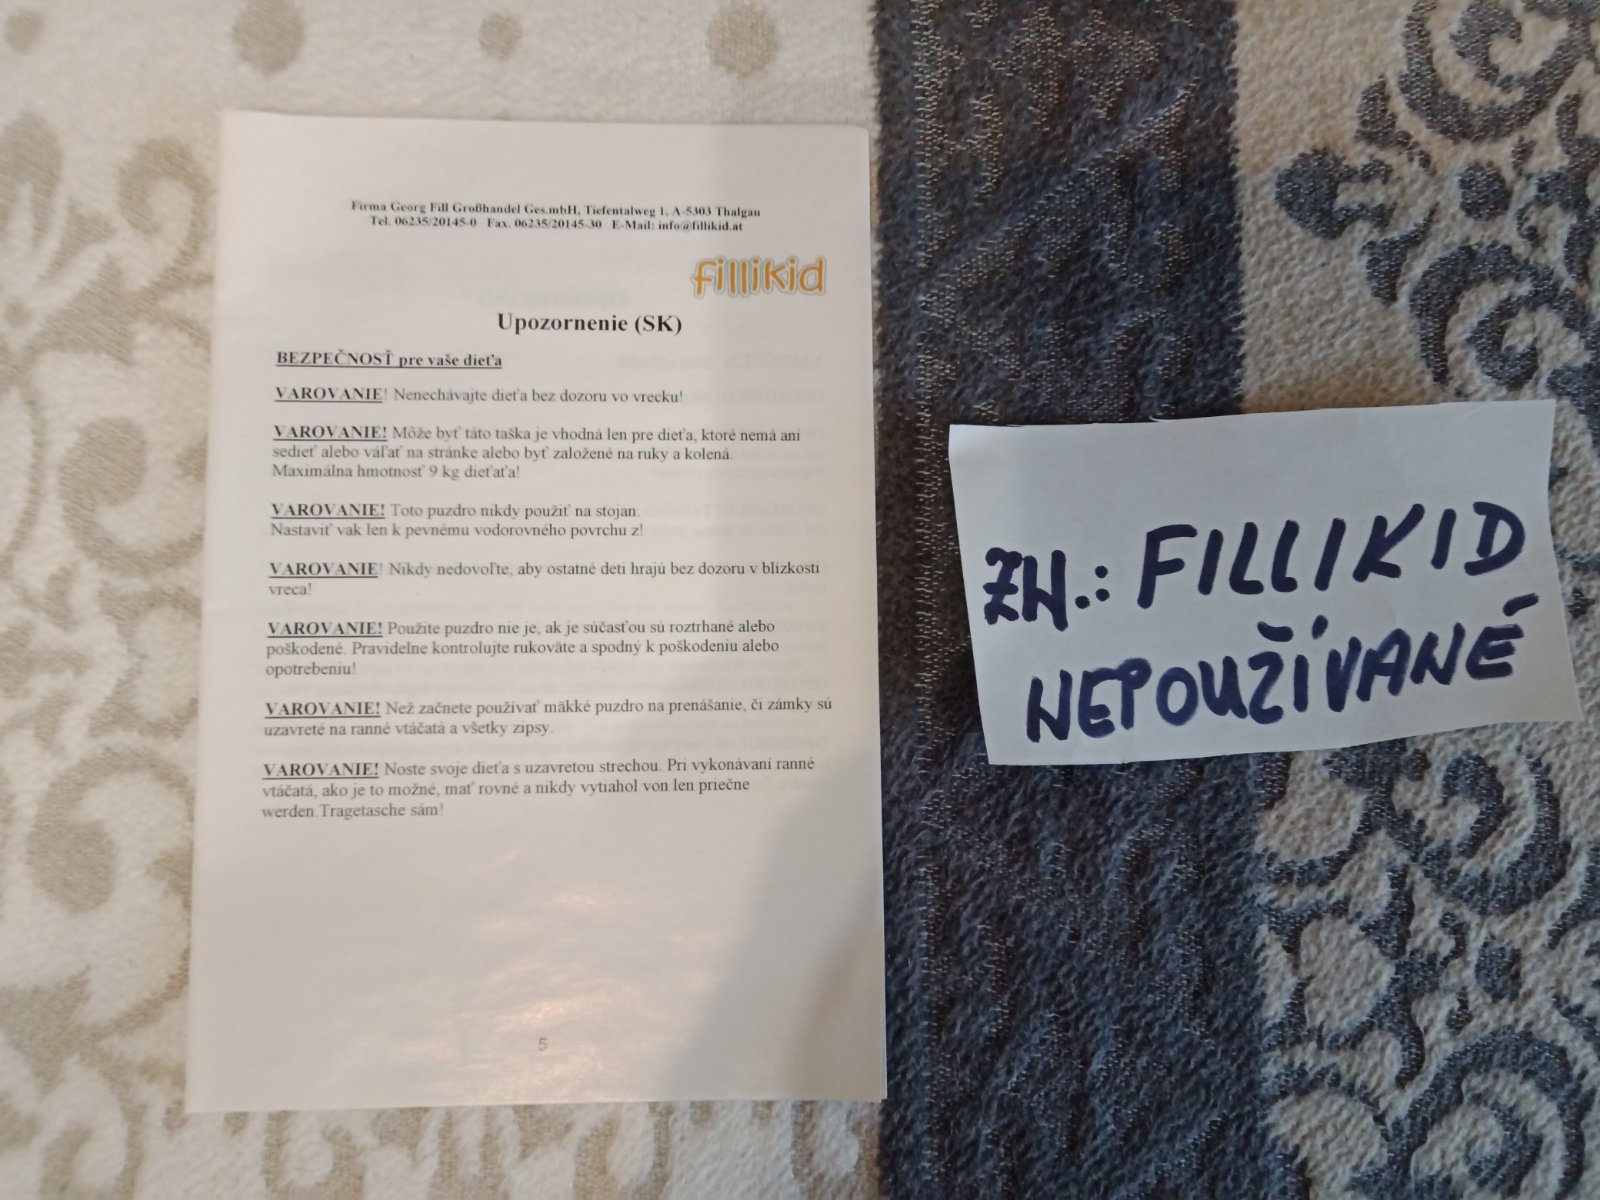 Firma Georg Fill Großhandel Ges.mbH, Tiefentalweg 1, A-5303 Thalgau
Tel. 06235/20145-0 Fax. 06235/20145-30 E-Mail: info@fillikid.at
fillikid
Upozornenie (SK)
BEZPEČNOSŤ pre vaše dieťa
VAROVANIE! Nenechávajte dieťa bez dozoru vo vrecku!
VAROVANIE! Môže byť táto taška je vhodná len pre dieťa, ktoré nemá ani
sedieť alebo váľať na stránke alebo byť založené na ruky a kolená.
Maximálna hmotnosť 9 kg dieťaťa!
VAROVANIE! Toto puzdro nikdy použiť na stojan.
Nastaviť vak len k pevnému vodorovného povrchu z!
VAROVANIE! Nikdy nedovoľte, aby ostatné deti hrajú bez dozoru v blízkosti
vreca!
VAROVANIE! Použite puzdro nie je, ak je súčasťou sú roztrhané alebo
poškodené. Pravidelne kontrolujte rukoväte a spodný k poškodeniu alebo
opotrebeniu!
VAROVANIE! Než začnete používať mäkké puzdro na prenášanie, či zámky sú
uzavreté na ranné vtáčatá a všetky zipsy.
VAROVANIE! Noste svoje dieťa s uzavretou strechou. Pri vykonávaní ranné
vtáčatá, ako je to možné, mať rovné a nikdy vytiahol von len priečne
werden.Tragetasche sám!
5
ZN.: FILLIKID
NEPOUŽÍVANÉ